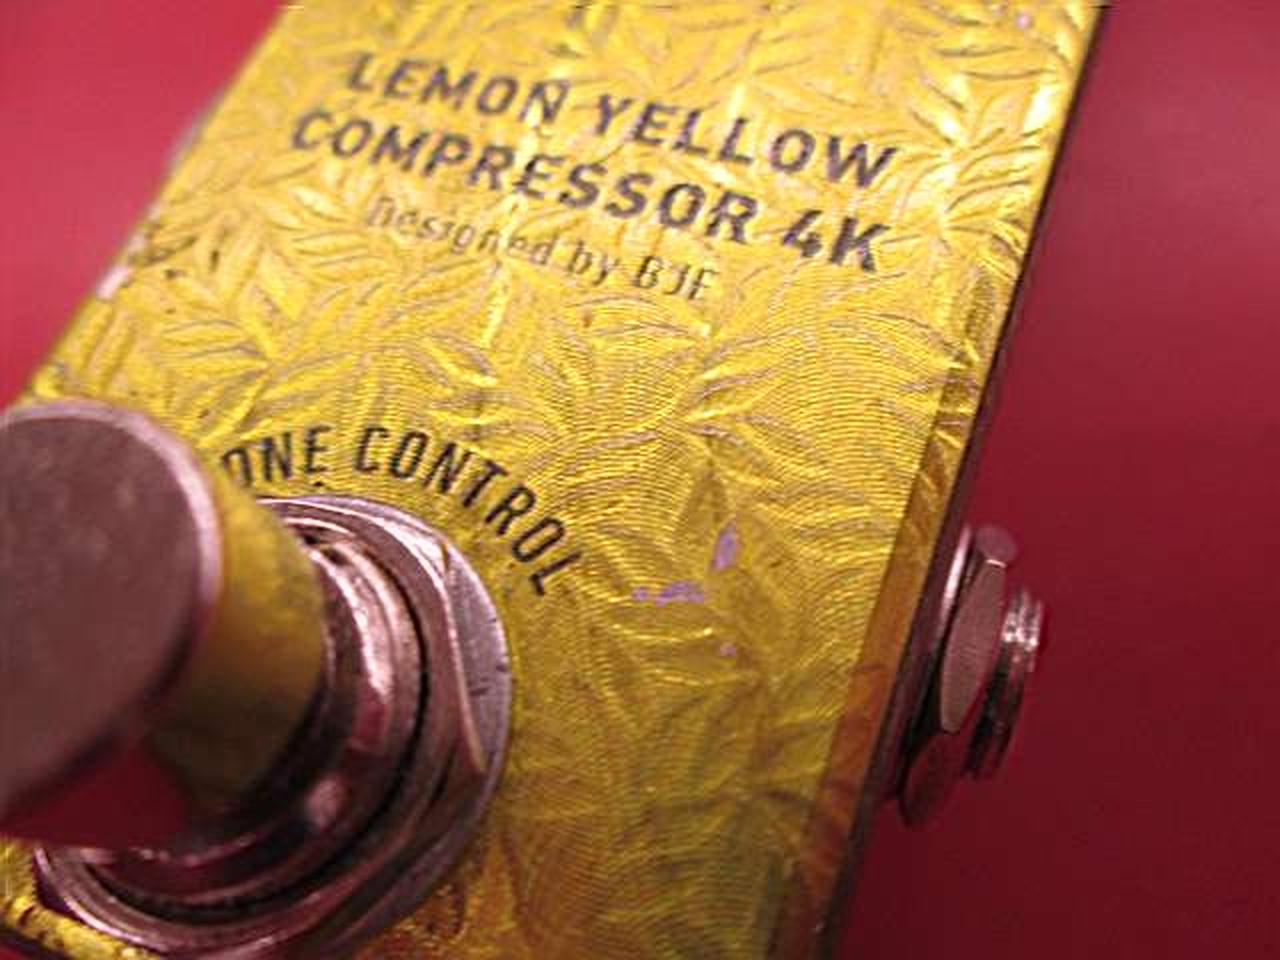 LEMON YELLOW
COMPRESSOR 4K
Designed by BJF
ONE CONTROL